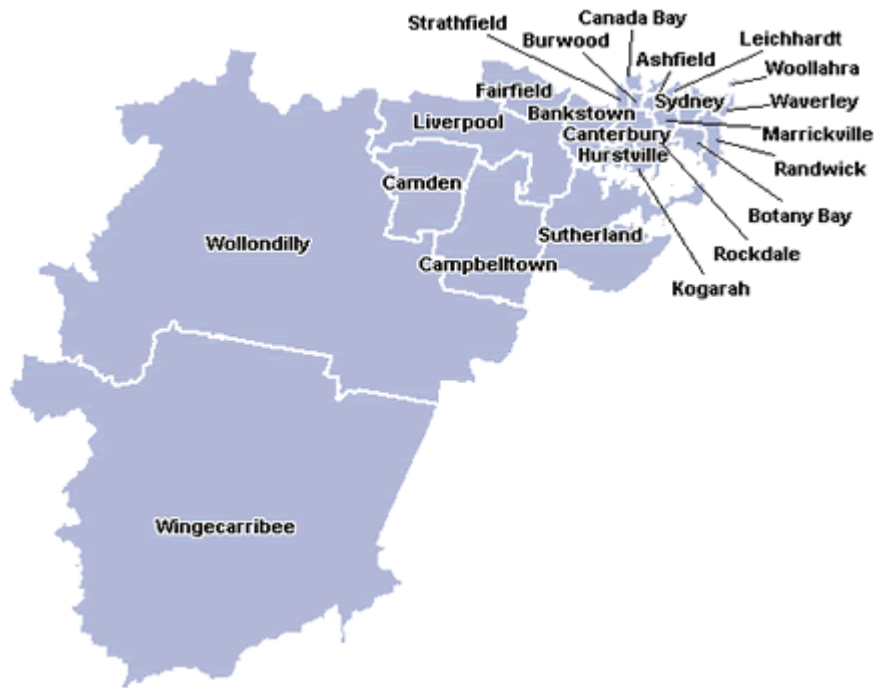 Canada Bay
Strathfield
Burwood
Leichhardt
Ashfield
Woollahra
Fairfield
Sydney
Waverley
Bankstown
Liverpool
Canterbury
Marrickville
Hurstville
Randwick
Camden
Botany Bay
Wollondilly
Sutherland
Rockdale
Campbelltown
Kogarah
Wingecarribee